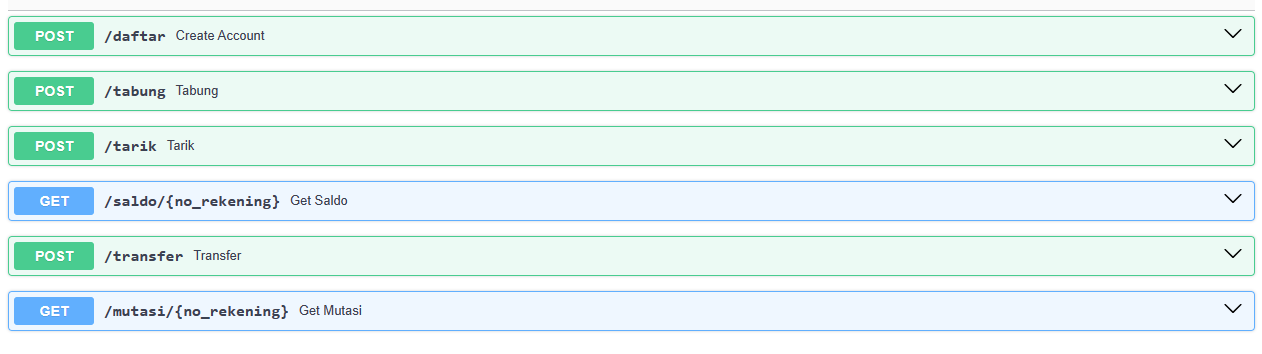 POST /daftar Create Account
POST /tabung Tabung
POST /tarik Tarik
GET /saldo/{no_rekening} Get Saldo
POST /transfer Transfer
GET /mutasi/{no_rekening} Get Mutasi